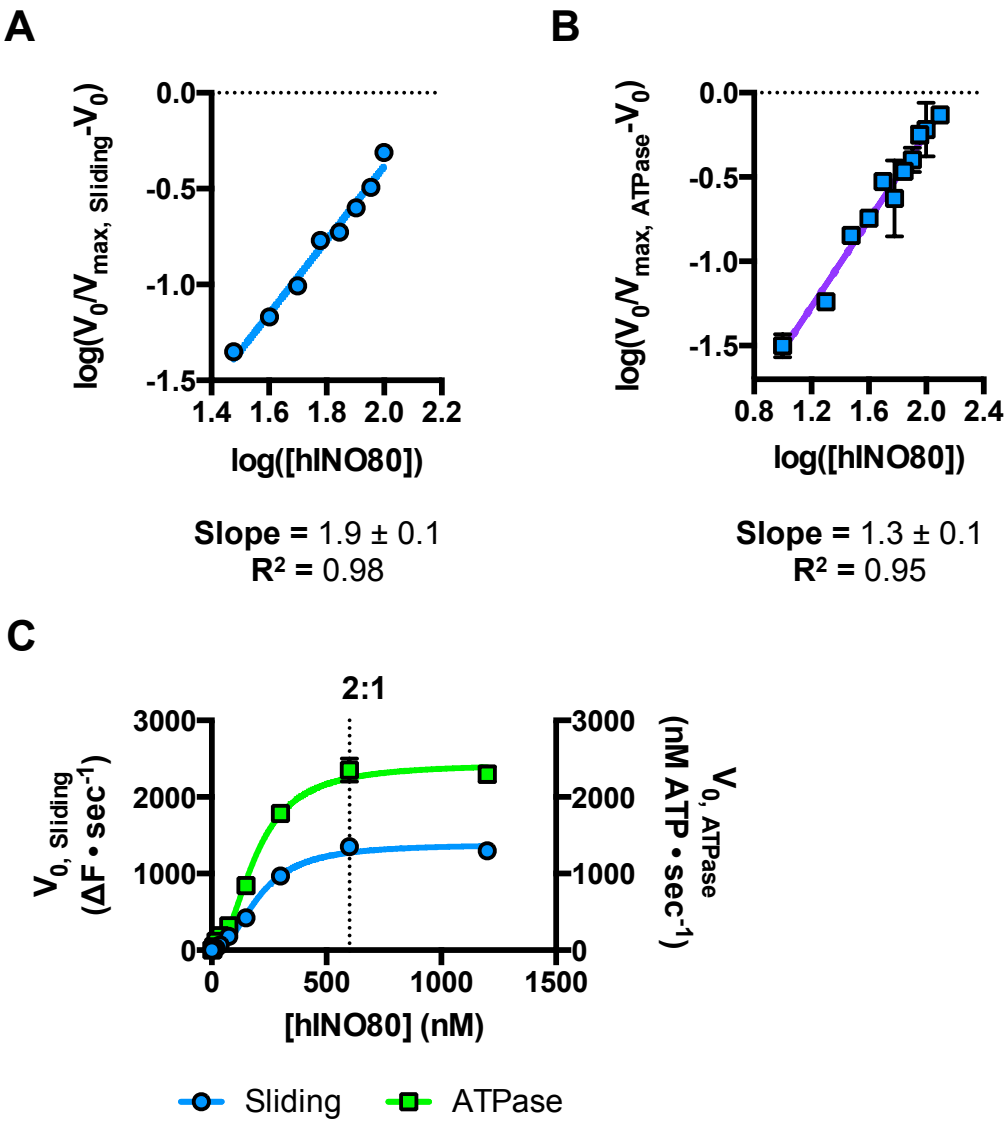 A
log(V0/Vmax, Sliding-V0)
0.0
-0.5
-1.0
-1.5
1.4 1.6 1.8 2.0 2.2
log([hINO80])
Slope = 1.9 ± 0.1
R² = 0.98
B
log(V0/Vmax, ATPase-V0)
0.0
-0.5
-1.0
-1.5
0.8 1.2 1.6 2.0 2.4
log([hINO80])
Slope = 1.3 ± 0.1
R² = 0.95
C
2:1
V0, Sliding
(ΔF•sec⁻¹)
3000
2000
1000
0
0 500 1000 1500
[hINO80] (nM)
3000
2000
1000
0
V0, ATPase
(nM ATP•sec⁻¹)
Sliding ATPase